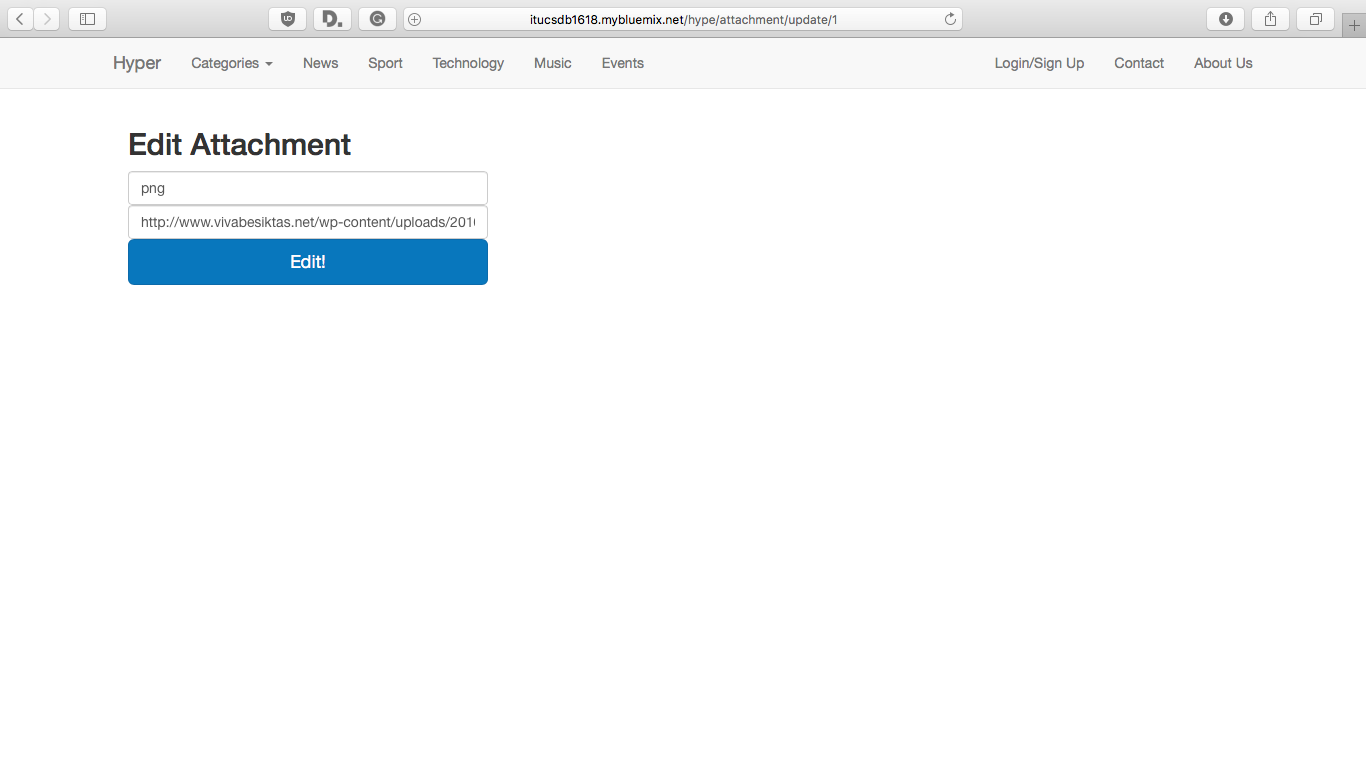 itucsdb1618.mybluemix.net/hype/attachment/update/1
Hyper Categories News Sport Technology Music Events Login/Sign Up Contact About Us
Edit Attachment
png
http://www.vivabesiktas.net/wp-content/uploads/201
Edit!